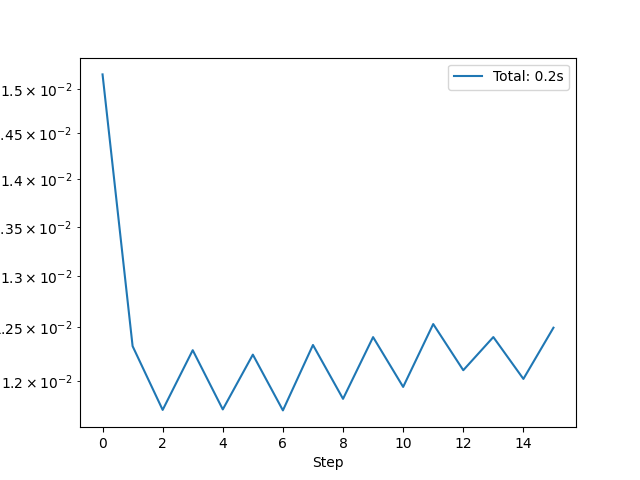 Total: 0.2s
1.5 × 10⁻²
.45 × 10⁻²
1.4 × 10⁻²
.35 × 10⁻²
1.3 × 10⁻²
.25 × 10⁻²
1.2 × 10⁻²
0 2 4 6 8 10 12 14
Step